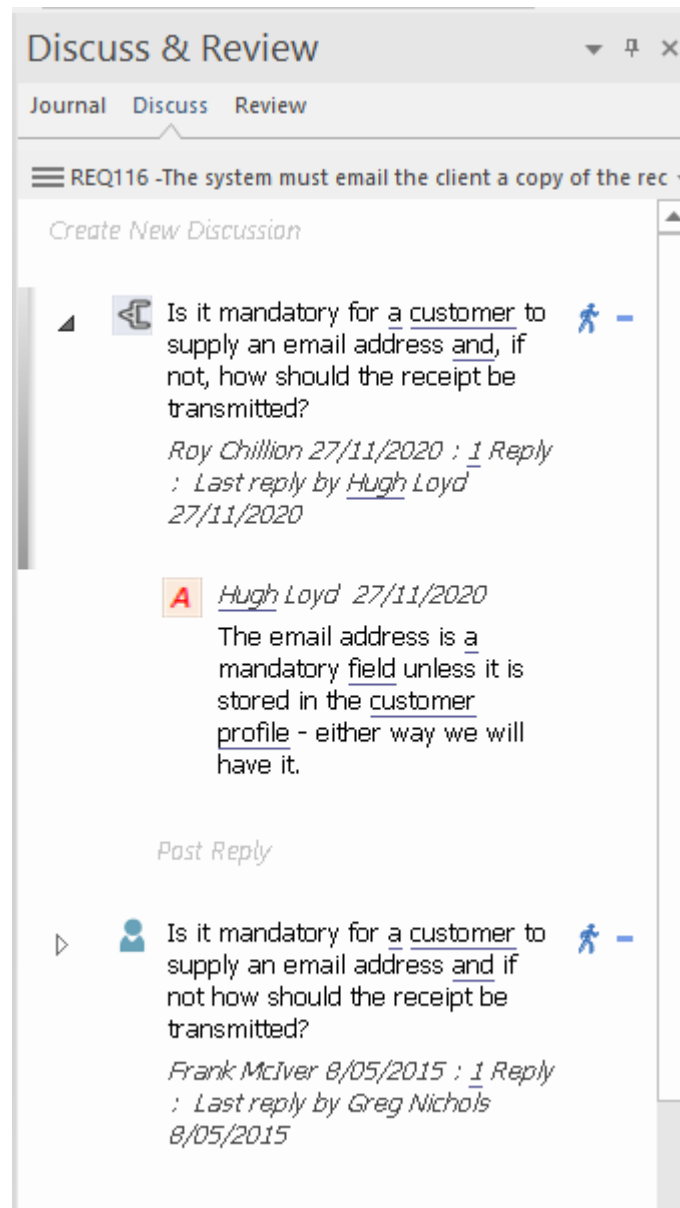 Discuss & Review
Journal Discuss Review
REQ116 -The system must email the client a copy of the rec
Create New Discussion
Is it mandatory for a customer to
supply an email address and, if
not, how should the receipt be
transmitted?
Roy Chillion 27/11/2020 : 1 Reply
: Last reply by Hugh Loyd
27/11/2020
A Hugh Loyd 27/11/2020
The email address is a
mandatory field unless it is
stored in the customer
profile - either way we will
have it.
Post Reply
Is it mandatory for a customer to
supply an email address and if
not how should the receipt be
transmitted?
Frank McIver 8/05/2015 : 1 Reply
: Last reply by Greg Nichols
8/05/2015